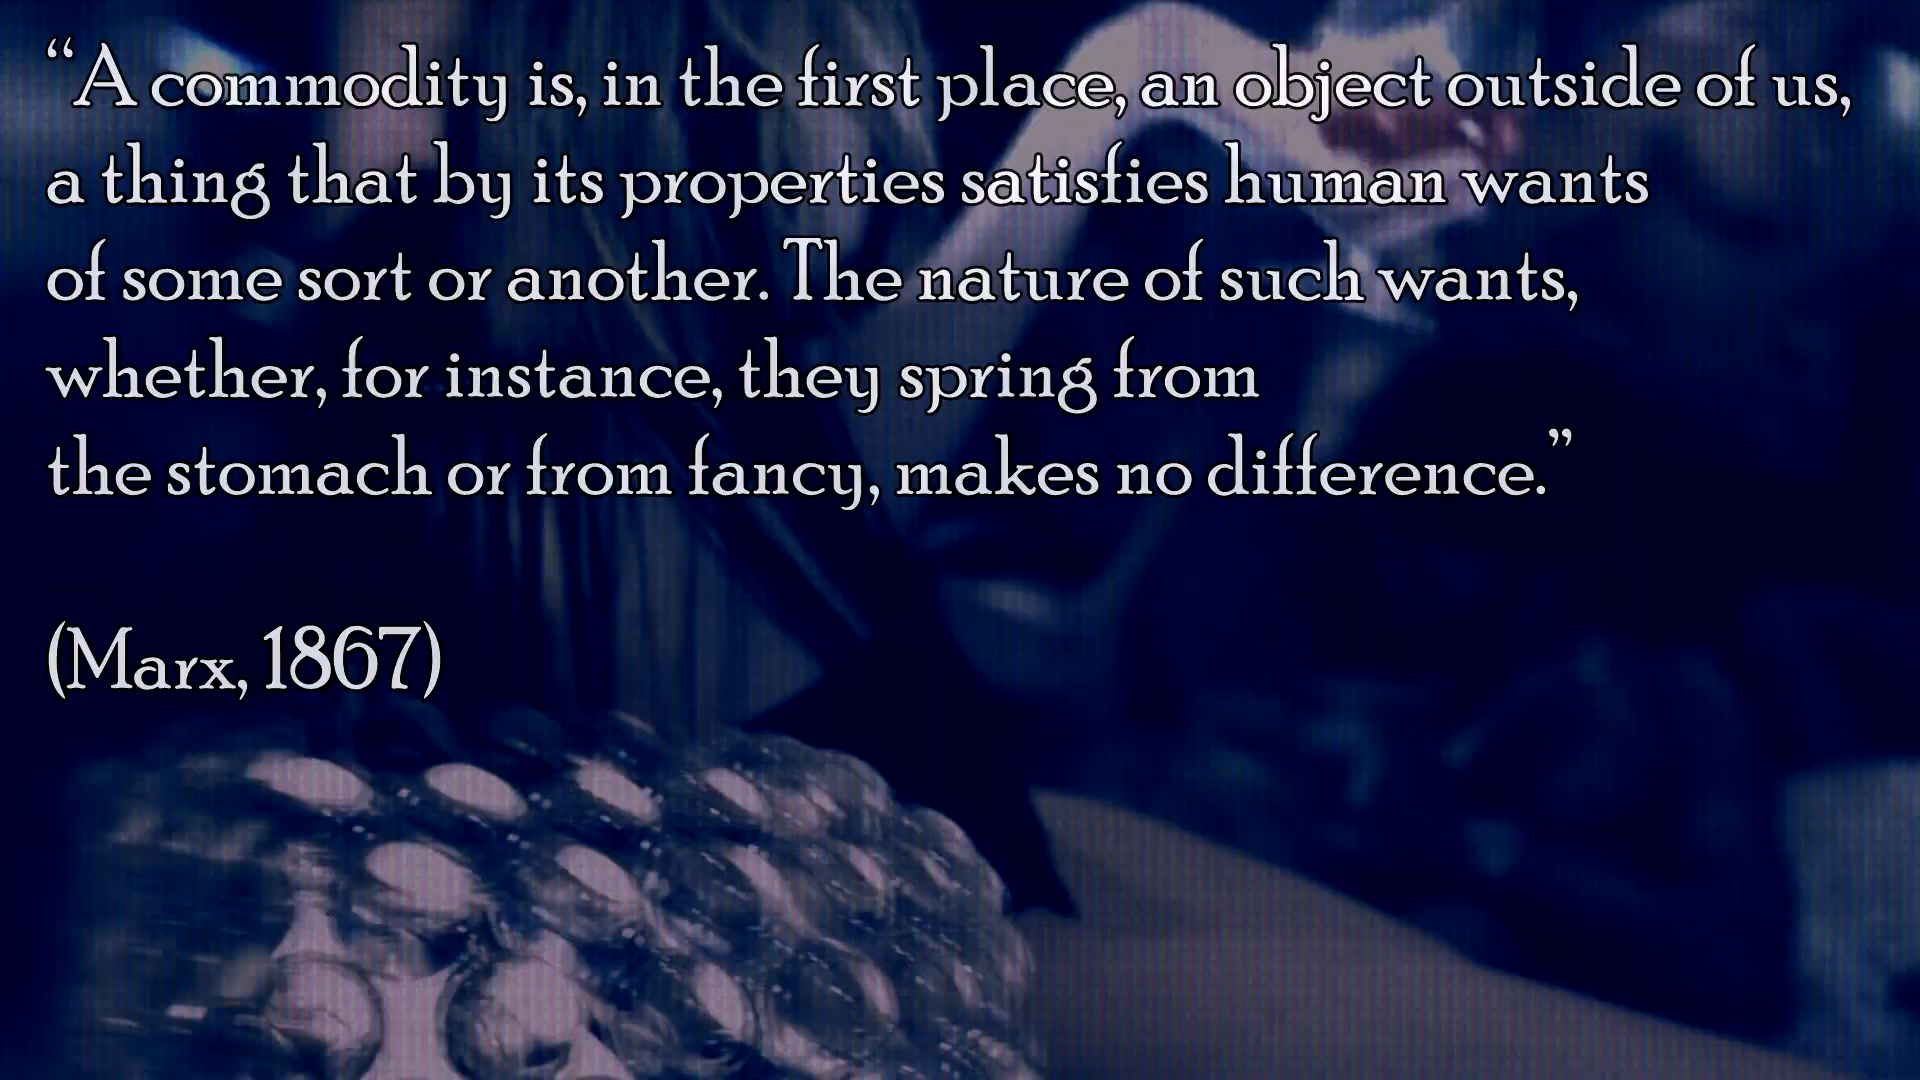 “A commodity is, in the first place, an object outside of us,
a thing that by its properties satisfies human wants
of some sort or another. The nature of such wants,
whether, for instance, they spring from
the stomach or from fancy, makes no difference.”
(Marx, 1867)